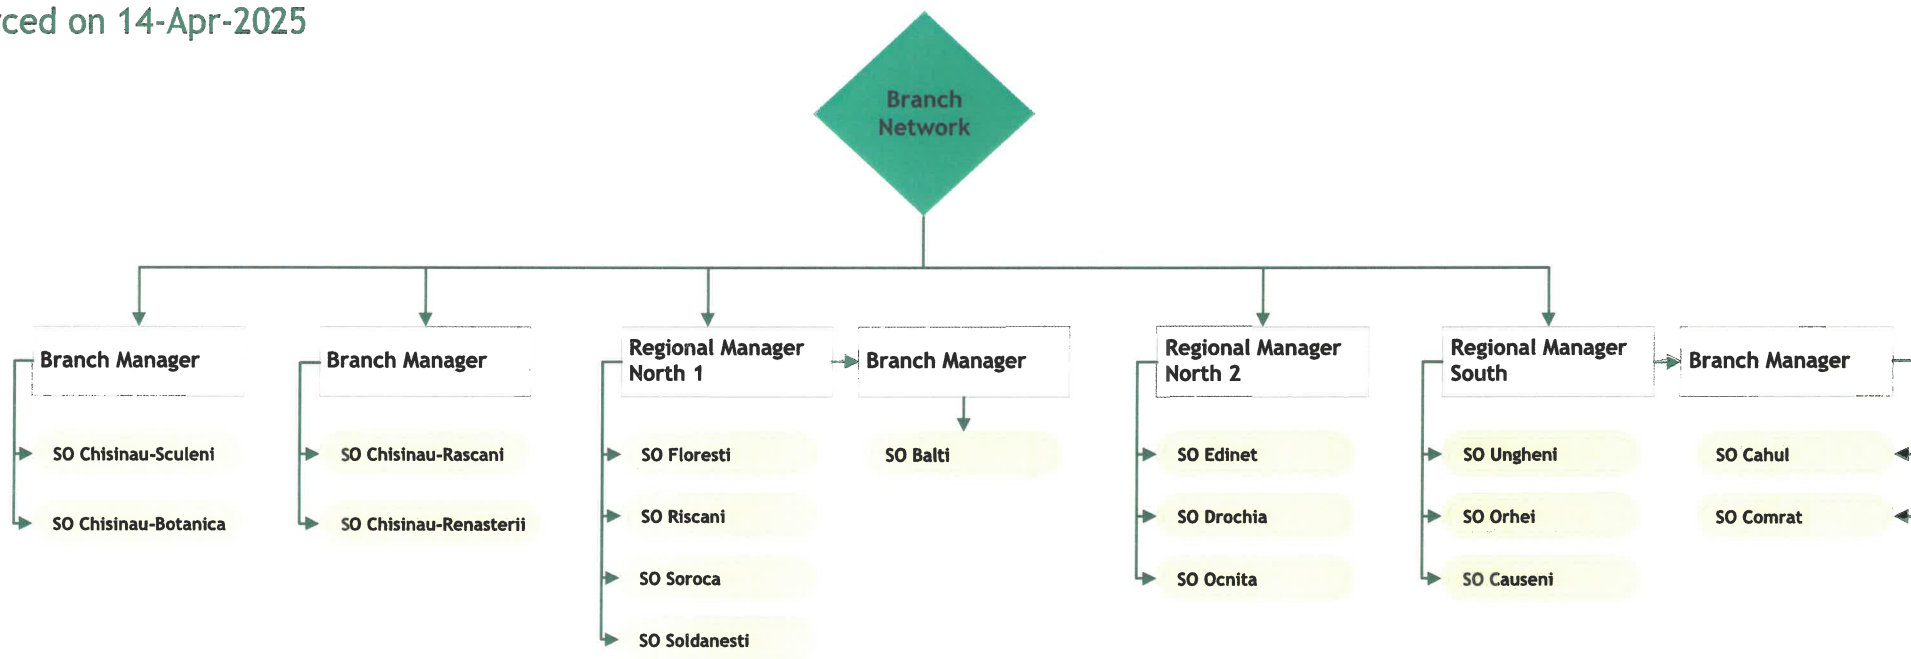 ced on 14-Apr-2025
Branch
Network
Branch Manager
SO Chisinau-Sculeni
SO Chisinau-Botanica
Branch Manager
SO Chisinau-Rascani
SO Chisinau-Renasterii
Regional Manager
North 1
SO Floresti
SO Riscani
SO Soroca
SO Soldanesti
Branch Manager
SO Balti
Regional Manager
North 2
SO Edinet
SO Drochia
SO Ocnita
Regional Manager
South
SO Ungheni
SO Orhei
SO Causeni
Branch Manager
SO Cahul
SO Comrat